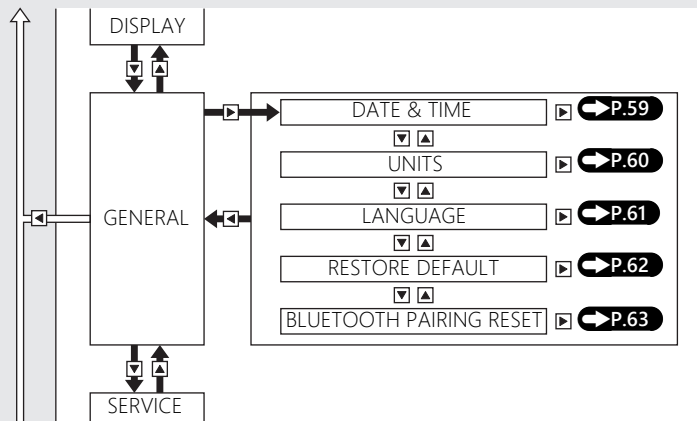 DISPLAY
DATE & TIME P.59
UNITS P.60
GENERAL
LANGUAGE P.61
RESTORE DEFAULT P.62
BLUETOOTH PAIRING RESET P.63
SERVICE